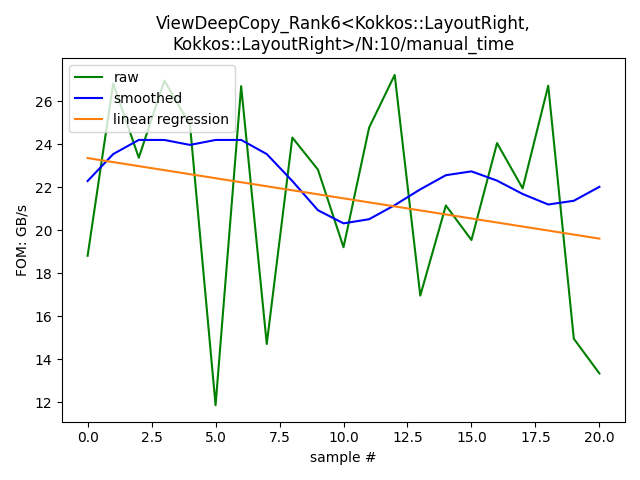 ViewDeepCopy_Rank6<Kokkos::LayoutRight,
Kokkos::LayoutRight>/N:10/manual_time
raw
smoothed
linear regression
FOM: GB/s
26
24
22
20
18
16
14
12
0.0 2.5 5.0 7.5 10.0 12.5 15.0 17.5 20.0
sample #